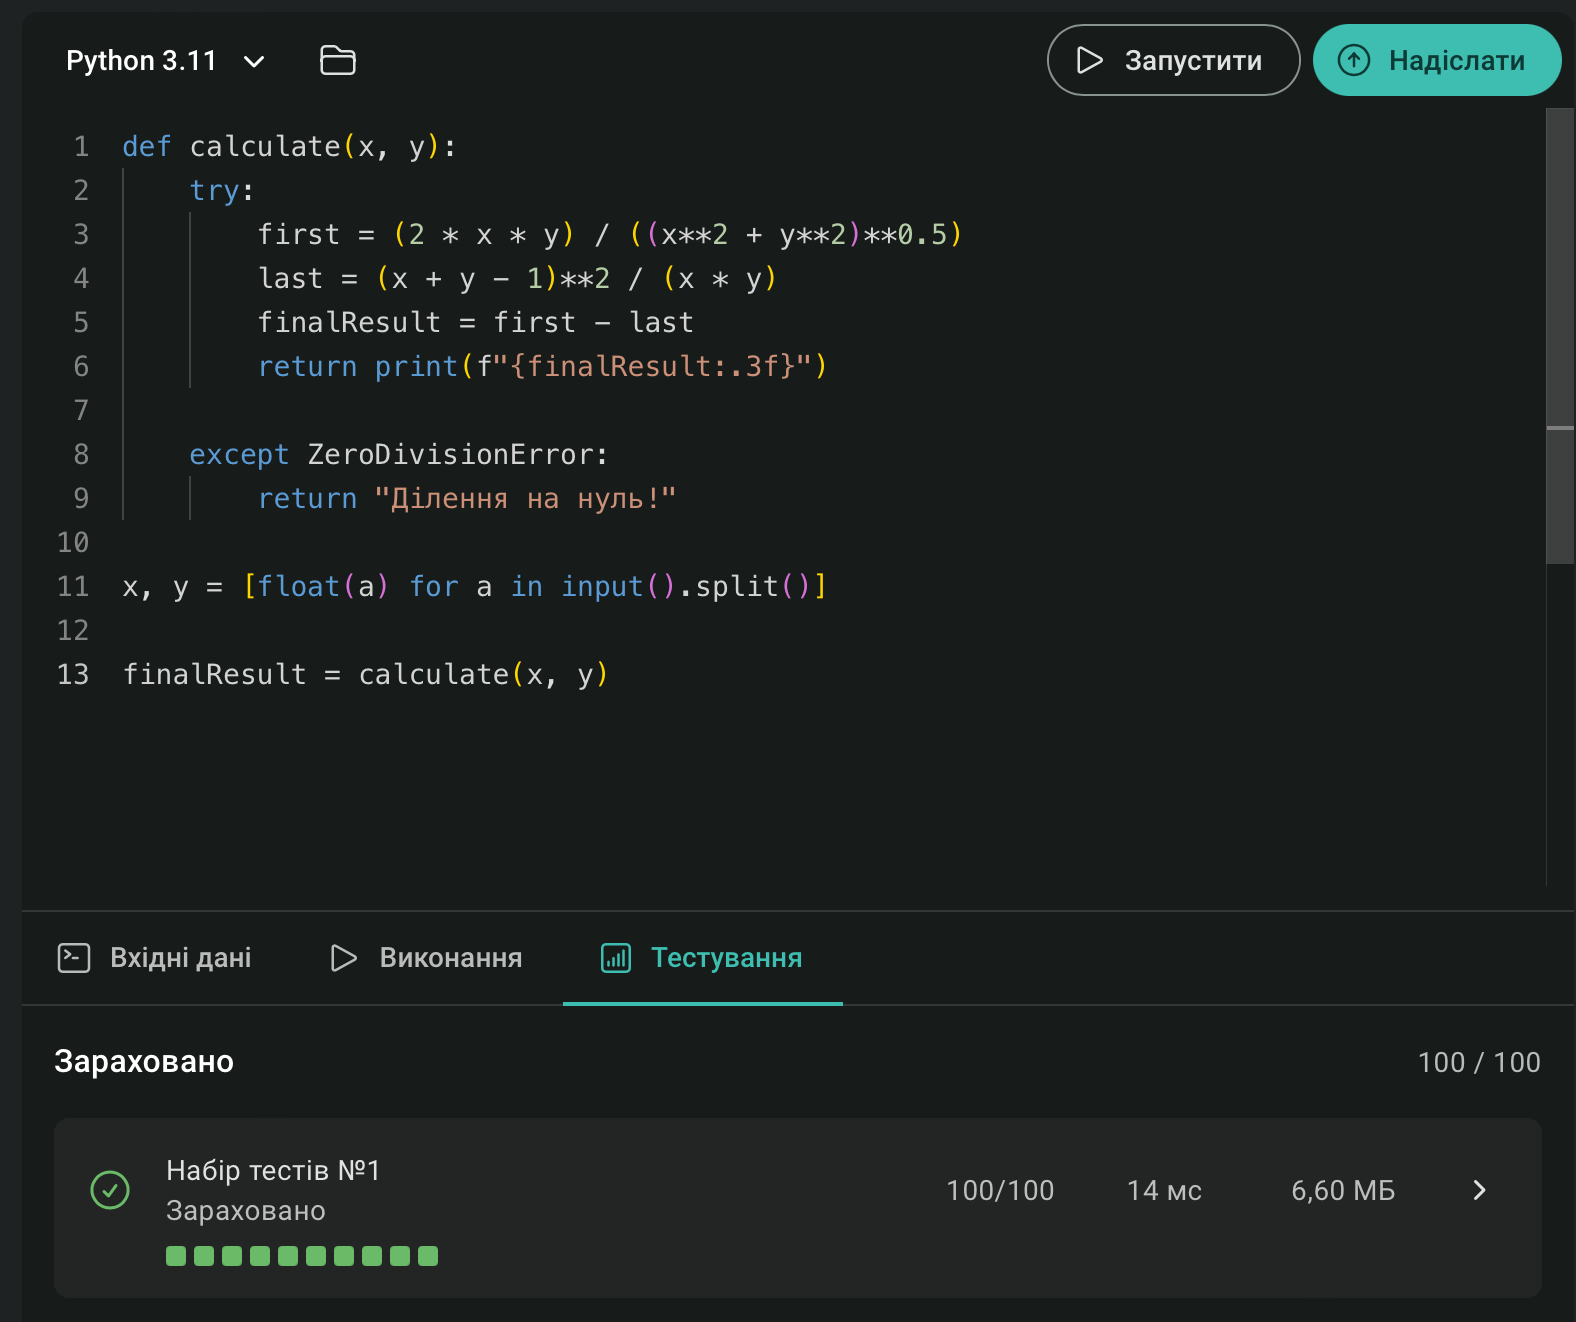 Python 3.11
Запустити
Надіслати
1 def calculate(x, y):
2     try:
3         first = (2 * x * y) / ((x**2 + y**2)**0.5)
4         last = (x + y - 1)**2 / (x * y)
5         finalResult = first - last
6         return print(f"{finalResult:.3f}")
7
8     except ZeroDivisionError:
9         return "Ділення на нуль!"
10
11 x, y = [float(a) for a in input().split()]
12
13 finalResult = calculate(x, y)
Вхідні дані
Виконання
Тестування
Зараховано
100 / 100
Набір тестів №1
Зараховано
100/100
14 мс
6,60 МБ